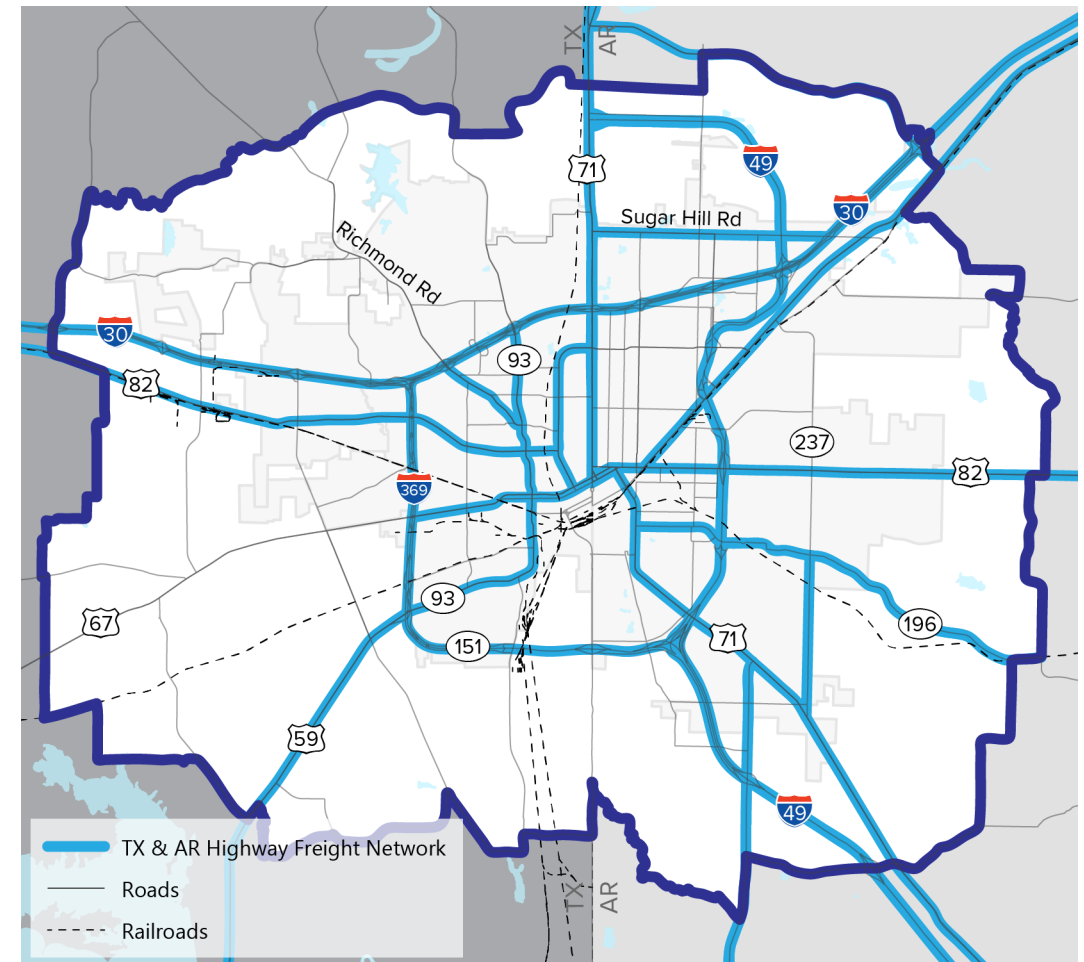 TX
AR
71
49
30
Sugar Hill Rd
Richmond Rd
30
93
82
237
82
369
93
67
196
151
71
59
49
TX & AR Highway Freight Network
Roads
Railroads
TX
AR